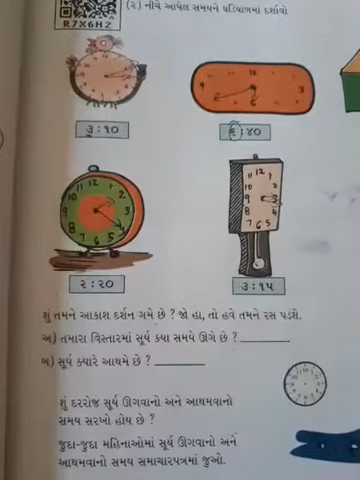 R7X6H2
(૨) નીચે આપેલ સમયને ઘડિયાળમાં દર્શાવો
૩:૧૦
૬:૪૦
૨:૨૦
૩:૧૫
શું તમને આકાશ દર્શન ગમે છે ? જો હા, તો હવે તમને રસ પડશે.
અ) તમારા વિસ્તારમાં સૂર્ય કયા સમયે ઊગે છે ?
બ) સૂર્ય ક્યારે આથમે છે ?
શું દરરોજ સૂર્ય ઊગવાનો અને આથમવાનો
સમય સરખો હોય છે ?
જુદા-જુદા મહિનાઓમાં સૂર્ય ઊગવાનો અને
આથમવાનો સમય સમાચારપત્રમાં જુઓ.